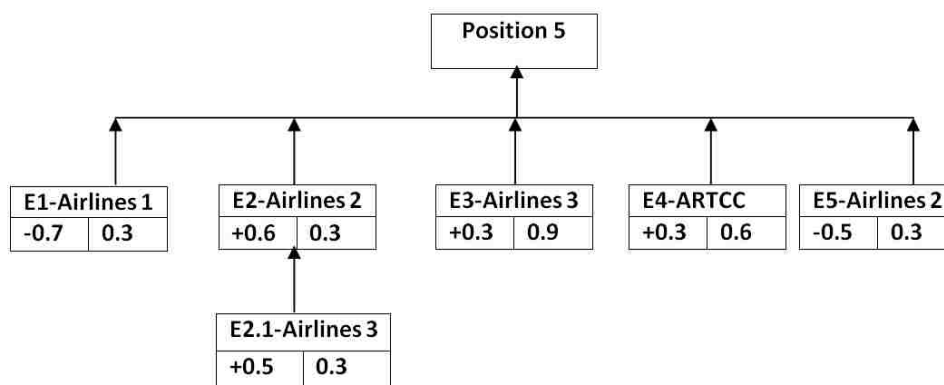 Position 5
E1-Airlines 1
-0.7 0.3
E2-Airlines 2
+0.6 0.3
E3-Airlines 3
+0.3 0.9
E4-ARTCC
+0.3 0.6
E5-Airlines 2
-0.5 0.3
E2.1-Airlines 3
+0.5 0.3